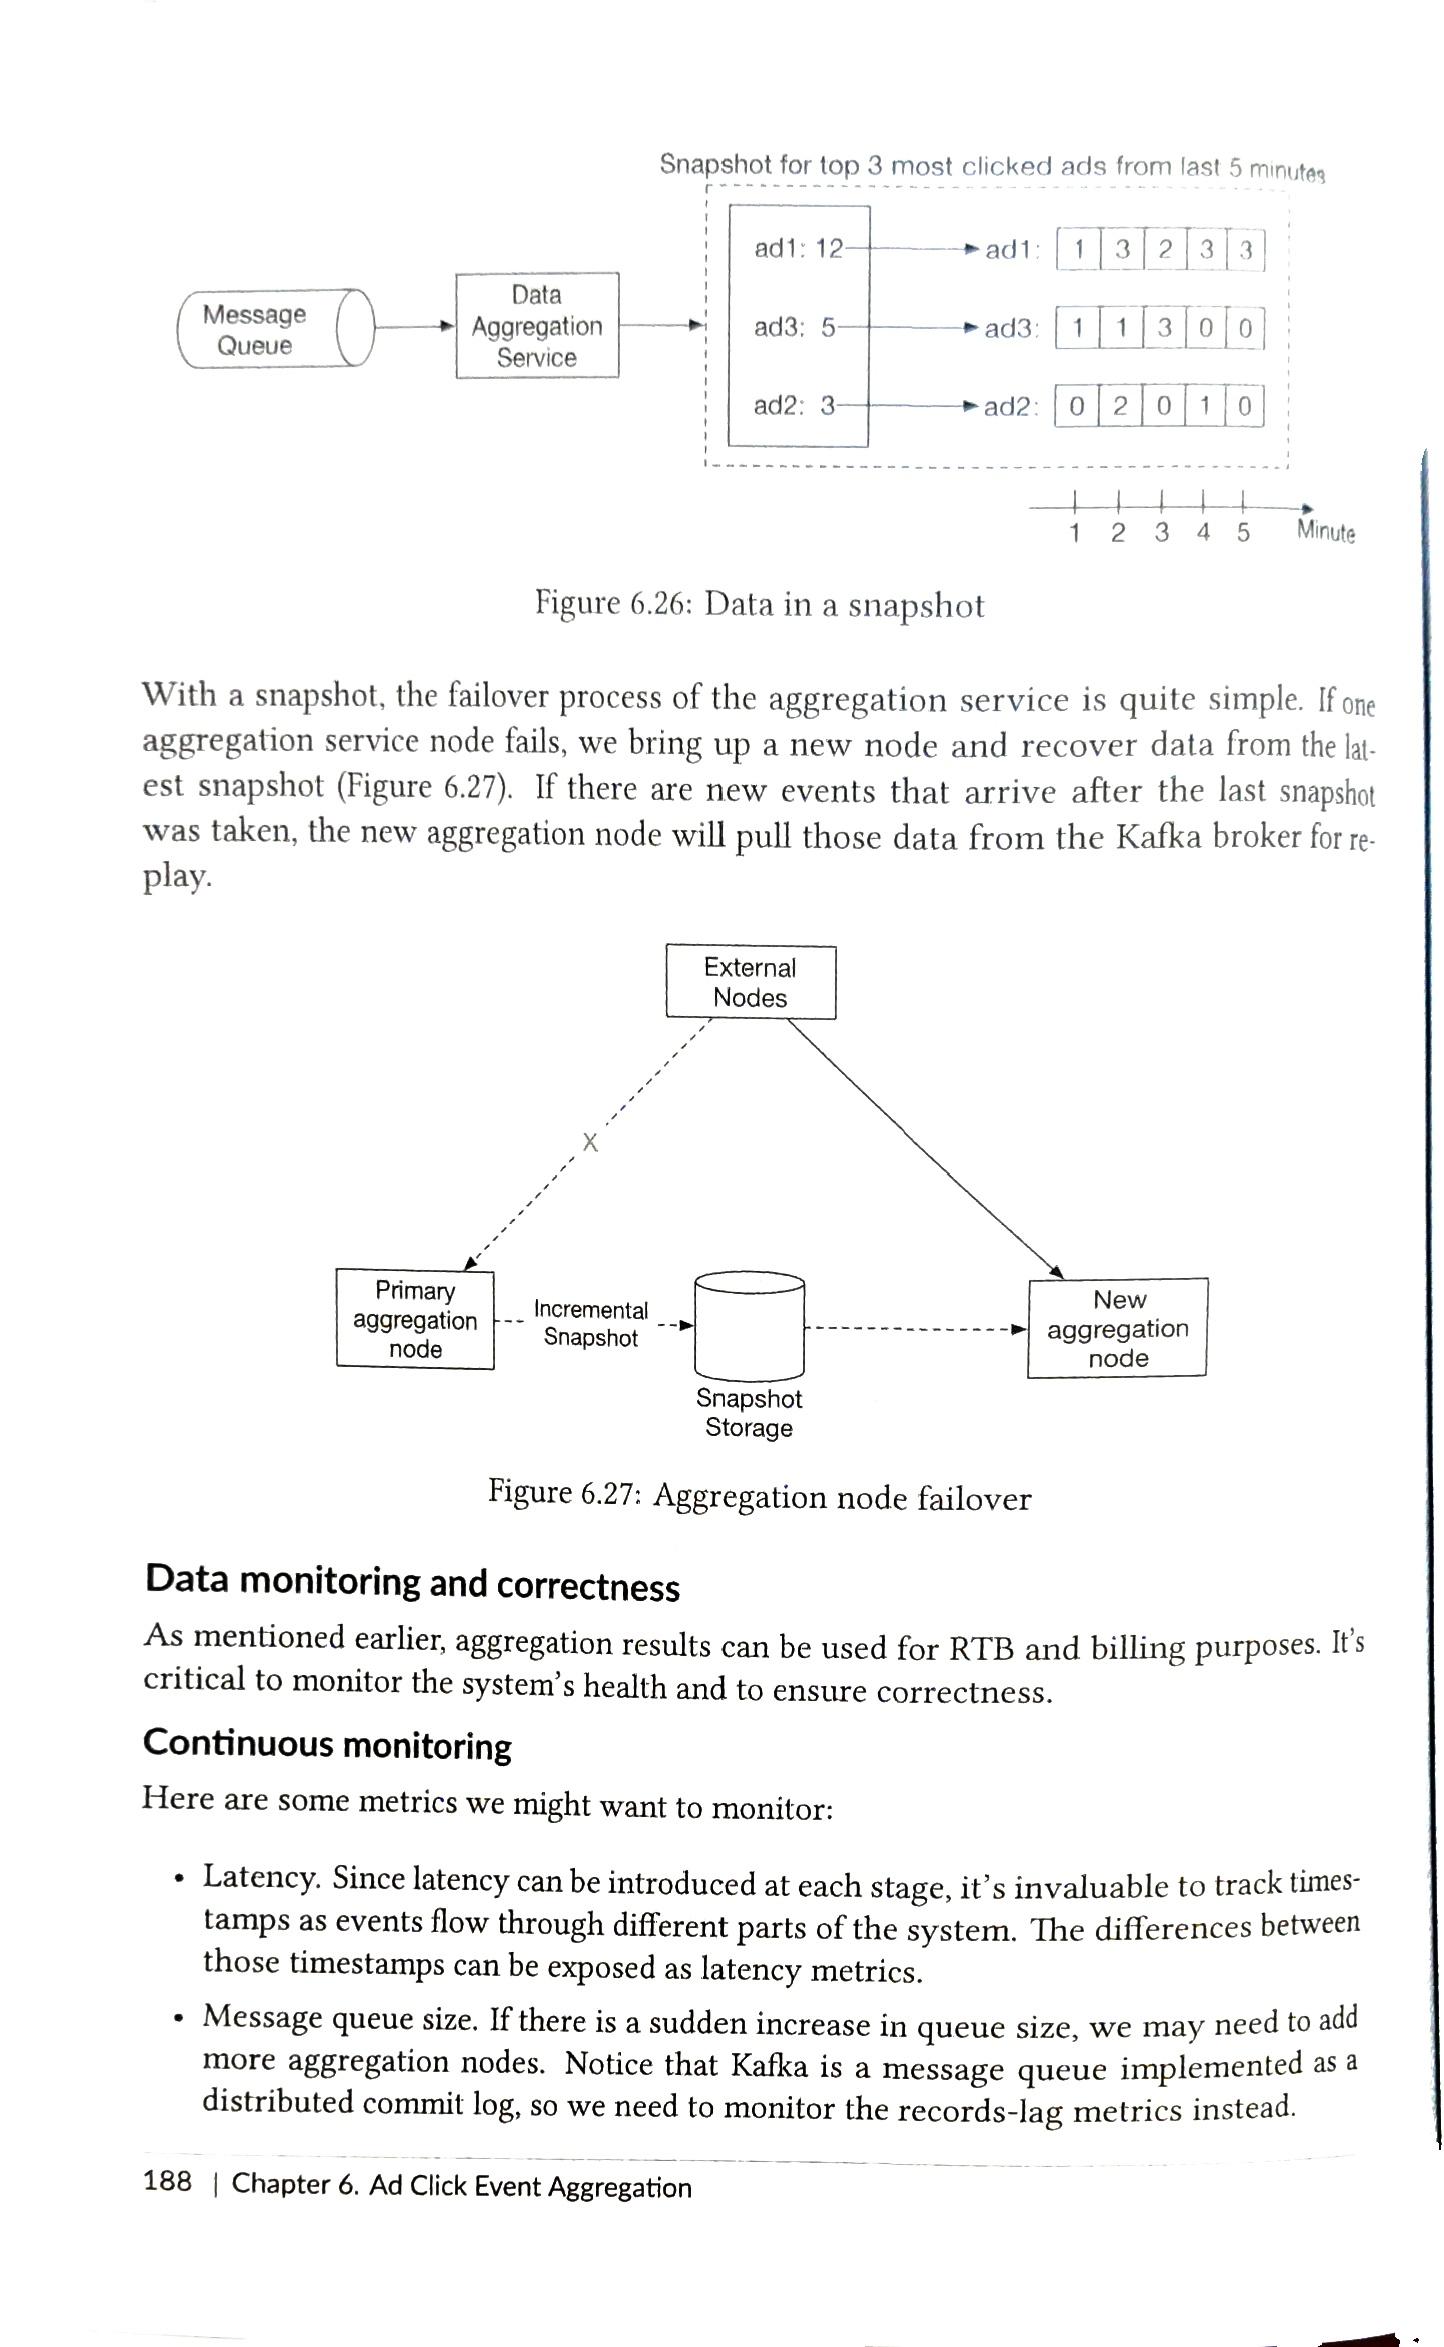 Snapshot for top 3 most clicked ads from last 5 minutes
Message
Queue
Data
Aggregation
Service
ad1: 12
ad1: 1 3 2 3 3
ad3: 5
ad3: 1 1 3 0 0
ad2: 3
ad2: 0 2 0 1 0
1 2 3 4 5 Minute
Figure 6.26: Data in a snapshot
With a snapshot, the failover process of the aggregation service is quite simple. If one
aggregation service node fails, we bring up a new node and recover data from the lat-
est snapshot (Figure 6.27). If there are new events that arrive after the last snapshot
was taken, the new aggregation node will pull those data from the Kafka broker for re-
play.
External
Nodes
X
Primary
aggregation
node
Incremental
Snapshot
Snapshot
Storage
New
aggregation
node
Figure 6.27: Aggregation node failover
Data monitoring and correctness
As mentioned earlier, aggregation results can be used for RTB and billing purposes. It's
critical to monitor the system's health and to ensure correctness.
Continuous monitoring
Here are some metrics we might want to monitor:
• Latency. Since latency can be introduced at each stage, it's invaluable to track times-
tamps as events flow through different parts of the system. The differences between
those timestamps can be exposed as latency metrics.
• Message queue size. If there is a sudden increase in queue size, we may need to add
more aggregation nodes. Notice that Kafka is a message queue implemented as a
distributed commit log, so we need to monitor the records-lag metrics instead.
188 | Chapter 6. Ad Click Event Aggregation